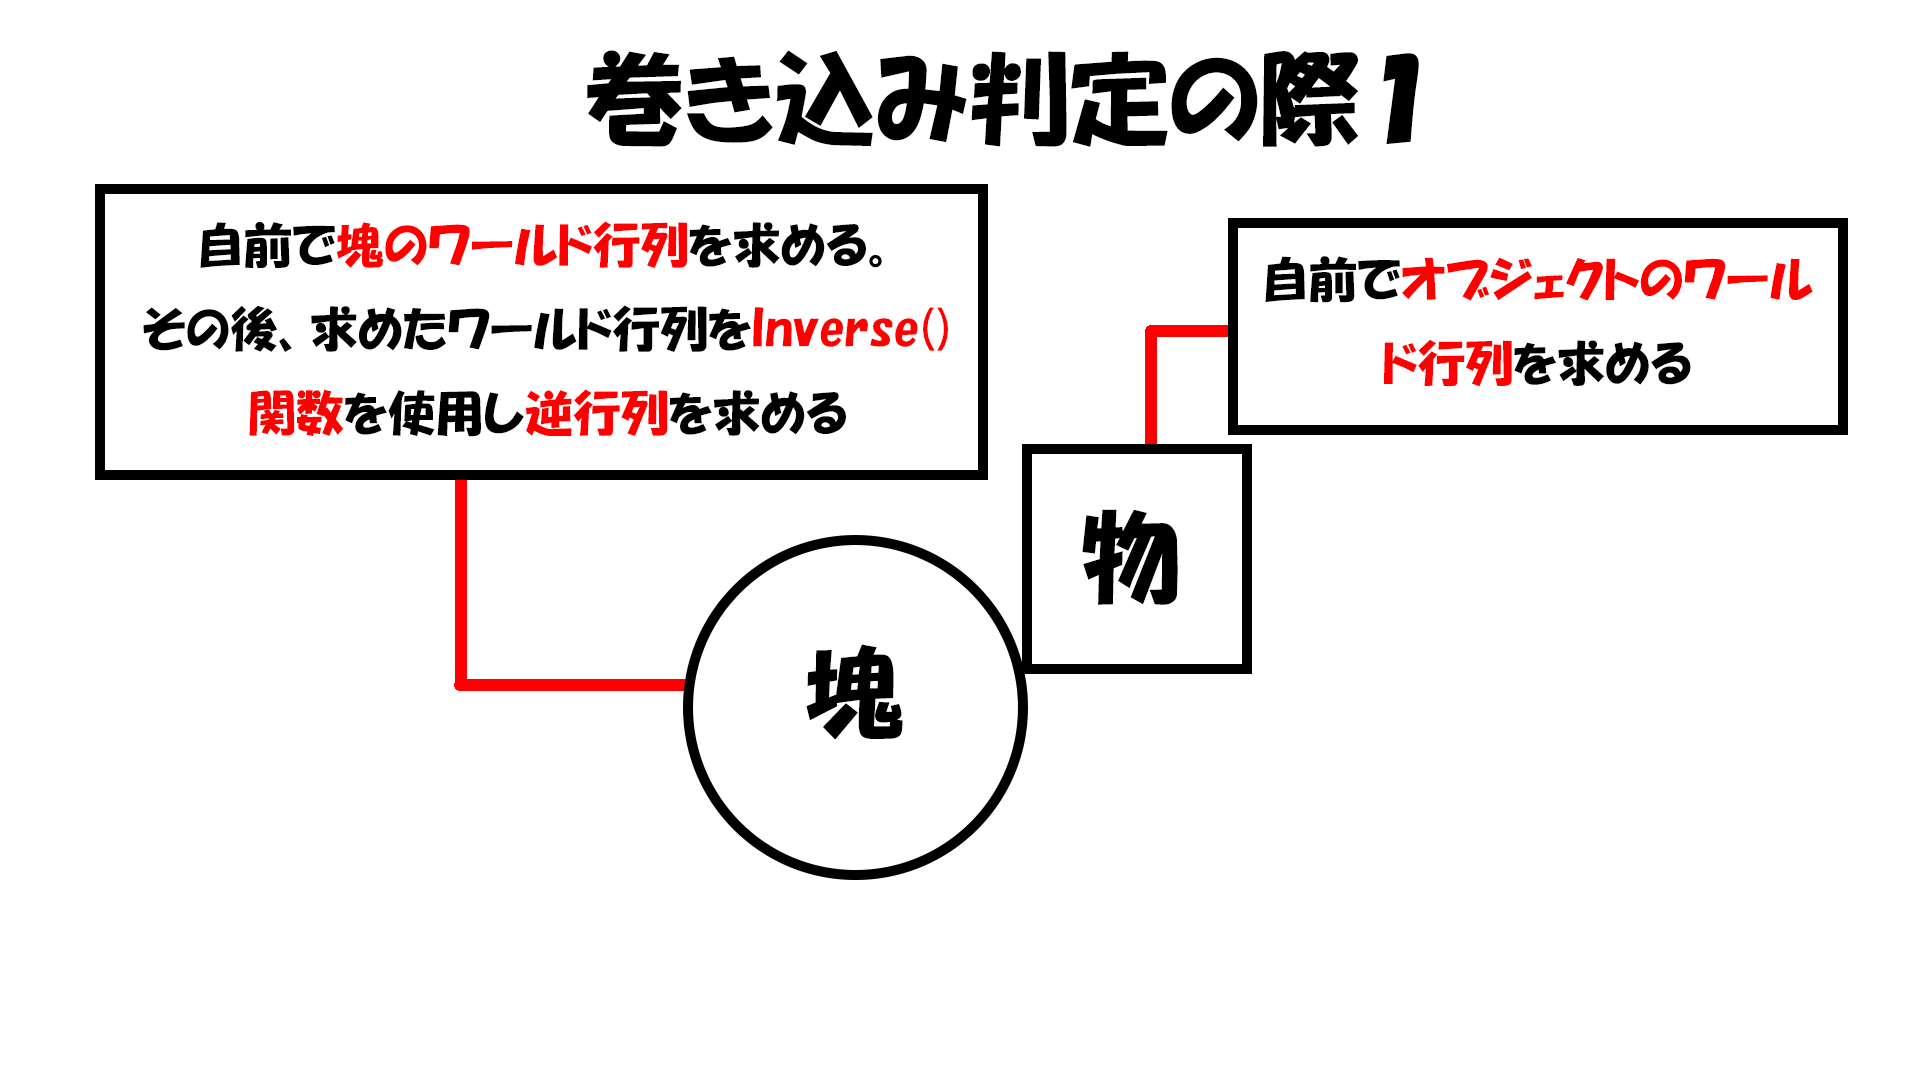 巻き込み判定の際1
自前で塊のワールド行列を求める。
その後、求めたワールド行列をInverse()
関数を使用し逆行列を求める
自前でオブジェクトのワール
ド行列を求める
物
塊